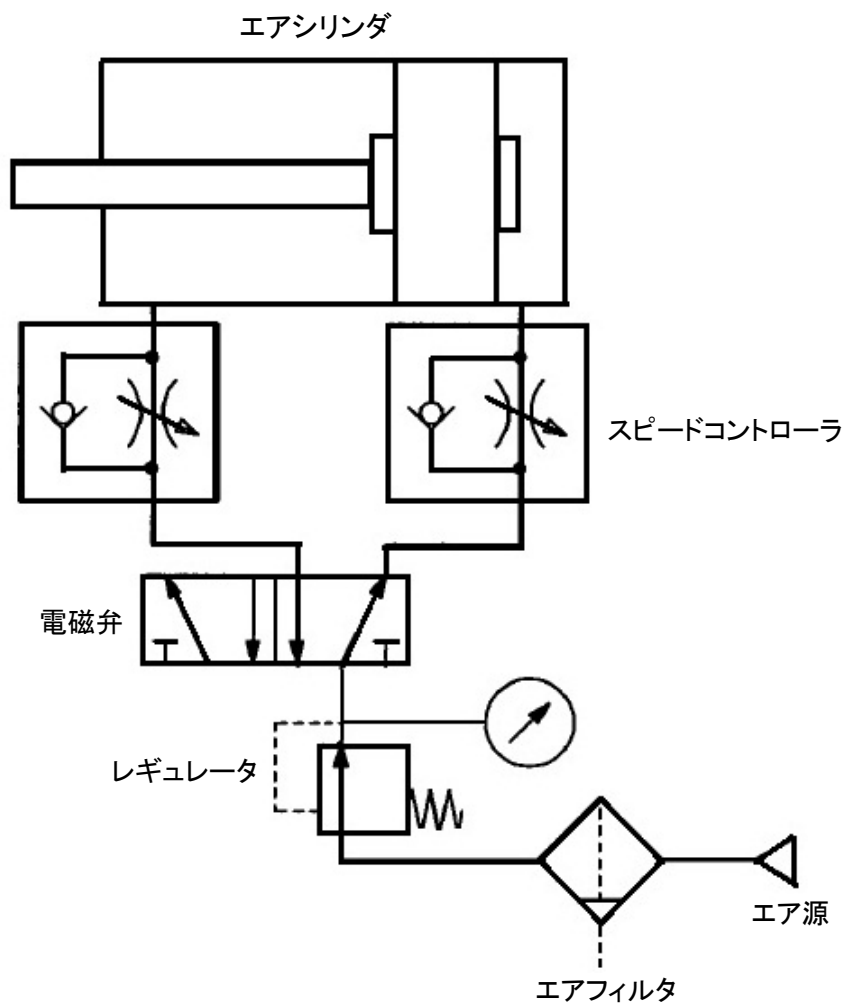 エアシリンダ
スピードコントローラ
電磁弁
レギュレータ
エア源
エアフィルタ